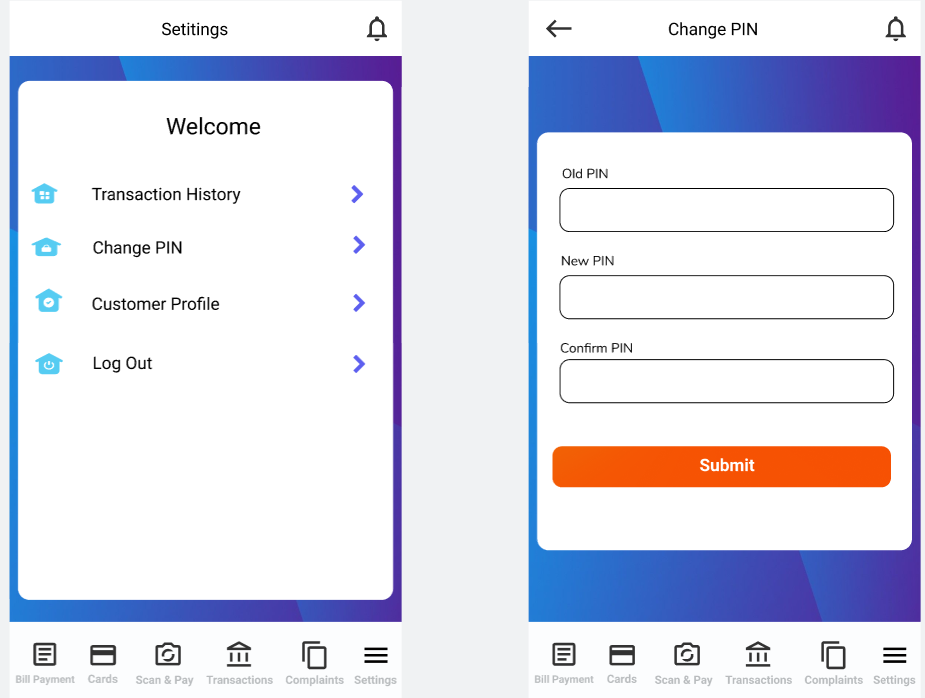 Setitings
Welcome
Transaction History
Change PIN
Customer Profile
Log Out
Bill Payment Cards Scan & Pay Transactions Complaints Settings
Change PIN
Old PIN
New PIN
Confirm PIN
Submit
Bill Payment Cards Scan & Pay Transactions Complaints Settings